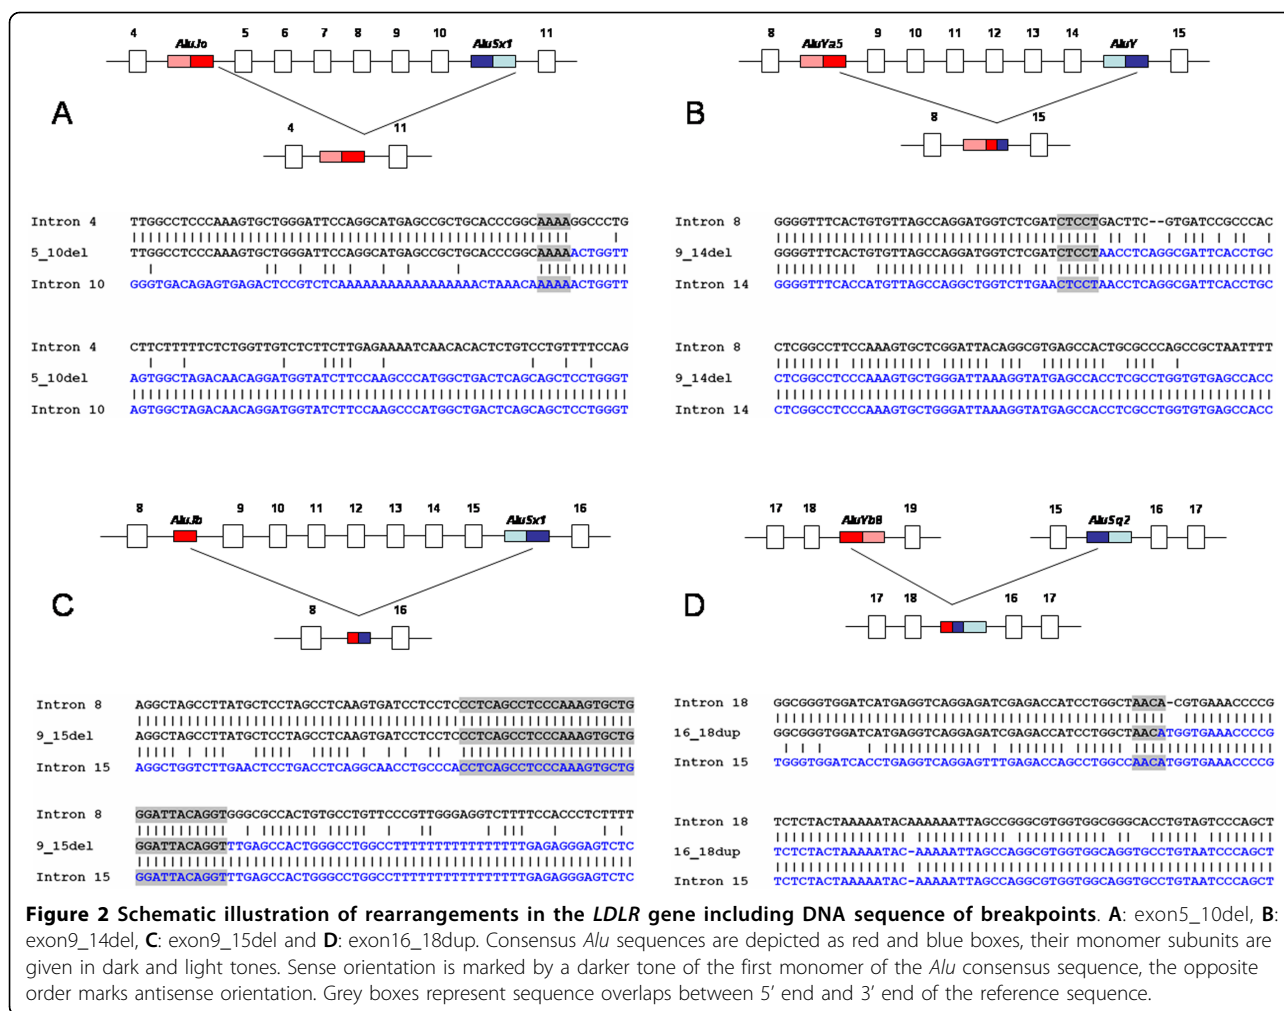 4 AluJo 5 6 7 8 9 10 AluSx1 11
A
4 11
Intron 4 TTGGCCTCCCAAAGTGCTGGGATTCCAGGCATGAGCCGCTGCACCCGGCAAAAGGCCCTG
5_10del TTGGCCTCCCAAAGTGCTGGGATTCCAGGCATGAGCCGCTGCACCCGGCAAAAACTGGTT
Intron 10 GGGTGACAGAGTGAGACTCCGTCTCAAAAAAAAAAAAAAAAACTAAACAAAAAACTGGTT
Intron 4 CTTCTTTTTCTCTGGTTGTCTCTTCTTGAGAAAATCAACACACTCTGTCCTGTTTTCCAG
5_10del AGTGGCTAGACAACAGGATGGTATCTTCCAAGCCCATGGCTGACTCAGCAGCTCCTGGGT
Intron 10 AGTGGCTAGACAACAGGATGGTATCTTCCAAGCCCATGGCTGACTCAGCAGCTCCTGGGT
8 AluYa5 9 10 11 12 13 14 AluY 15
B
8 15
Intron 8 GGGGTTTCACTGTGTTAGCCAGGATGGTCTCGATCTCCTGACTTC--GTGATCCGCCCAC
9_14del GGGGTTTCACTGTGTTAGCCAGGATGGTCTCGATCTCCTAACCTCAGGCGATTCACCTGC
Intron 14 GGGGTTTCACCATGTTAGCCAGGCTGGTCTTGAACTCCTAACCTCAGGCGATTCACCTGC
Intron 8 CTCGGCCTTCCAAAGTGCTCGGATTACAGGCGTGAGCCACTGCGCCCAGCCGCTAATTTT
9_14del CTCGGCCTCCCAAAGTGCTGGGATTAAAGGTATGAGCCACCTCGCCTGGTGTGAGCCACC
Intron 14 CTCGGCCTCCCAAAGTGCTGGGATTAAAGGTATGAGCCACCTCGCCTGGTGTGAGCCACC
8 AluJb 9 10 11 12 13 14 15 AluSx1 16
C
8 16
Intron 8 AGGCTAGCCTTATGCTCCTAGCCTCAAGTGATCCTCCTCCCTCAGCCTCCCAAAGTGCTG
9_15del AGGCTAGCCTTATGCTCCTAGCCTCAAGTGATCCTCCTCCCTCAGCCTCCCAAAGTGCTG
Intron 15 AGGCTGGTCTTGAACTCCTGACCTCAGGCAACCTGCCCACCTCAGCCTCCCAAAGTGCTG
Intron 8 GGATTACAGGTGGGCGCCACTGTGCCTGTTCCCGTTGGGAGGTCTTTTCCACCCTCTTTT
9_15del GGATTACAGGTTTGAGCCACTGGGCCTGGCCTTTTTTTTTTTTTTTTGAGAGGGAGTCTC
Intron 15 GGATTACAGGTTTGAGCCACTGGGCCTGGCCTTTTTTTTTTTTTTTTGAGAGGGAGTCTC
17 18 AluYb8 19 15 AluSq2 16 17
D
17 18 16 17
Intron 18 GGCGGGTGGATCATGAGGTCAGGAGATCGAGACCATCCTGGCTAACA-CGTGAAACCCCG
16_18dup GGCGGGTGGATCATGAGGTCAGGAGATCGAGACCATCCTGGCTAACATGGTGAAACCCCG
Intron 15 TGGGTGGATCACCTGAGGTCAGGAGTTTGAGACCAGCCTGGCCAACATGGTGAAACCCCG
Intron 18 TCTCTACTAAAAATACAAAAAATTAGCCGGGCGTGGTGGCGGGCACCTGTAGTCCCAGCT
16_18dup TCTCTACTAAAAATAC-AAAAATTAGCCAGGCGTGGTGGCAGGTGCCTGTAATCCCAGCT
Intron 15 TCTCTACTAAAAATAC-AAAAATTAGCCAGGCGTGGTGGCAGGTGCCTGTAATCCCAGCT
Figure 2 Schematic illustration of rearrangements in the LDLR gene including DNA sequence of breakpoints. A: exon5_10del, B:
exon9_14del, C: exon9_15del and D: exon16_18dup. Consensus Alu sequences are depicted as red and blue boxes, their monomer subunits are
given in dark and light tones. Sense orientation is marked by a darker tone of the first monomer of the Alu consensus sequence, the opposite
order marks antisense orientation. Grey boxes represent sequence overlaps between 5' end and 3' end of the reference sequence.